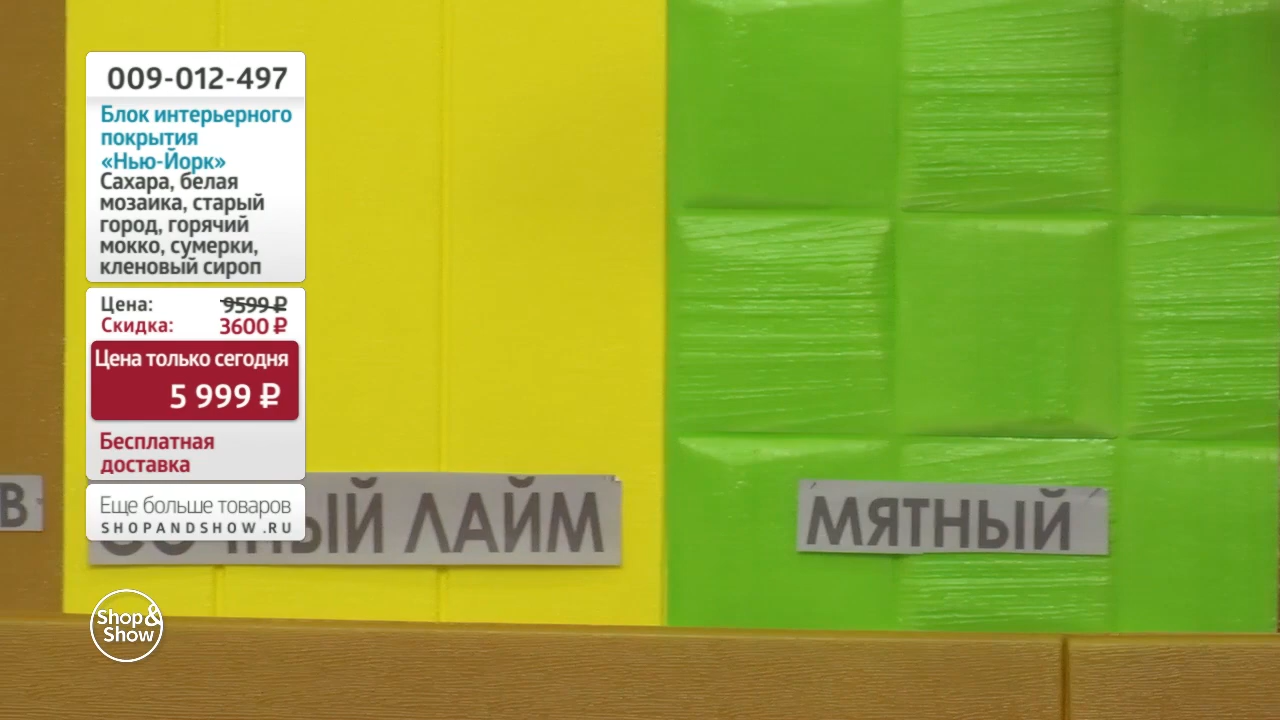 009-012-497
Блок интерьерного
покрытия
«Нью-Йорк»
Сахара, белая
мозаика, старый
город, горячий
мокко, сумерки,
кленовый сироп
Цена: 9599 ₽
Скидка: 3600 ₽
Цена только сегодня
5 999 ₽
Бесплатная
доставка
Еще больше товаров
SHOPANDSHOW.RU
ЛАЙМ
МЯТНЫЙ
Shop&
Show